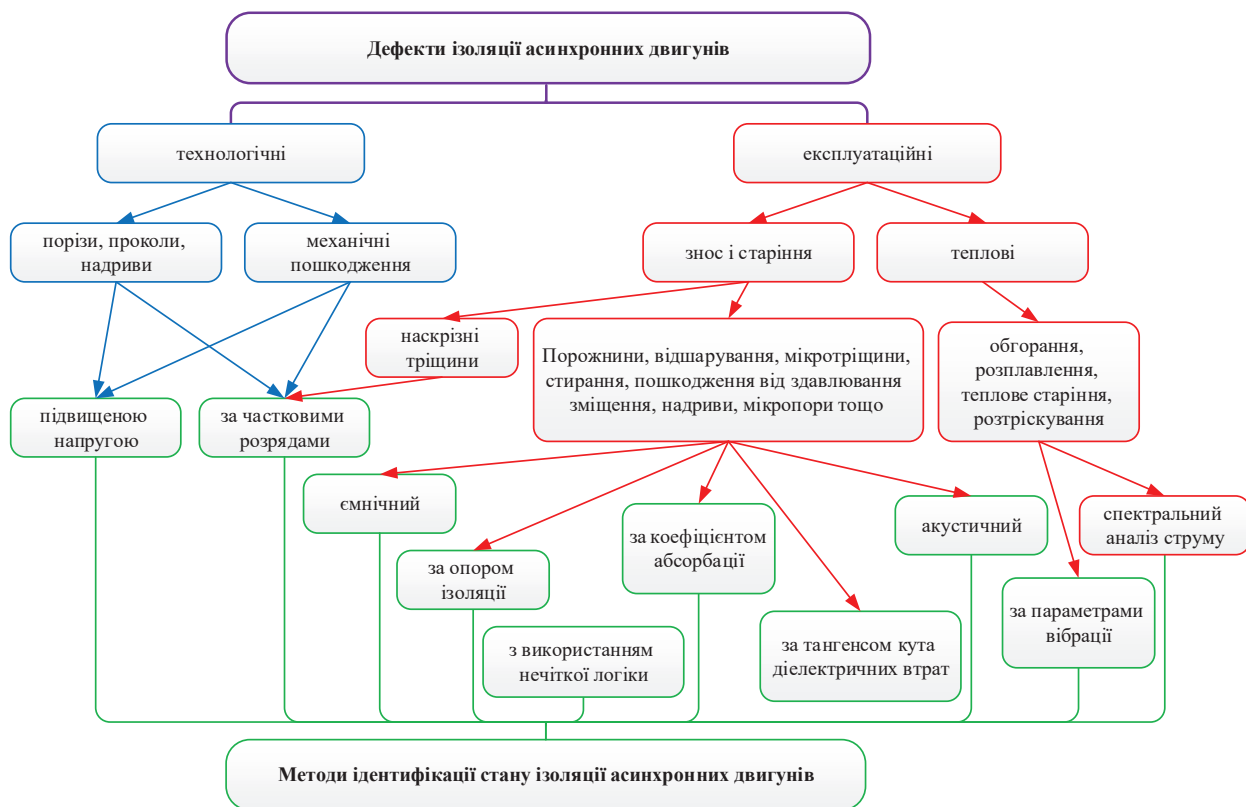 Дефекти ізоляції асинхронних двигунів
технологічні
експлуатаційні
порізи, проколи,
надриви
механічні
пошкодження
знос і старіння
теплові
наскрізні
тріщини
Порожнини, відшарування, мікротріщини,
стирання, пошкодження від здавлювання
зміщення, надриви, мікропори тощо
обгорання,
розплавлення,
теплове старіння,
розтріскування
підвищеною
напругою
за частковими
розрядами
ємнічний
за коефіцієнтом
абсорбації
акустичний
спектральний
аналіз струму
за опором
ізоляції
з використанням
нечіткої логіки
за тангенсом кута
діелектричних втрат
за параметрами
вібрації
Методи ідентифікації стану ізоляції асинхронних двигунів